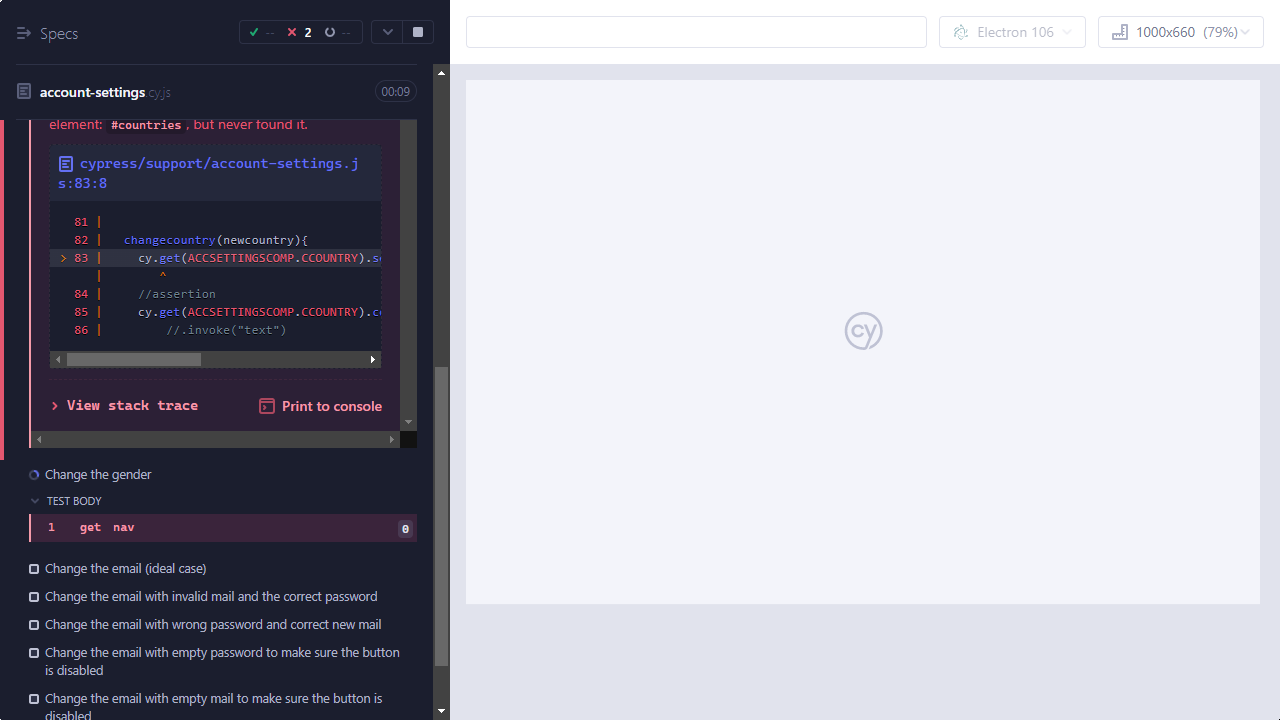 Specs
-- 2 --
Electron 106
1000x660 (79%)
account-settings.cy.js
00:09
element: #countries, but never found it.
cypress/support/account-settings.j
s:83:8
81 |
82 | changecountry(newcountry){
> 83 | cy.get(ACCSETTINGSCOMP.CCOUNTRY).se
| ^
84 | //assertion
85 | cy.get(ACCSETTINGSCOMP.CCOUNTRY).co
86 | //.invoke("text")
View stack trace
Print to console
Change the gender
TEST BODY
1 get nav 0
Change the email (ideal case)
Change the email with invalid mail and the correct password
Change the email with wrong password and correct new mail
Change the email with empty password to make sure the button
is disabled
Change the email with empty mail to make sure the button is
disabled
cy